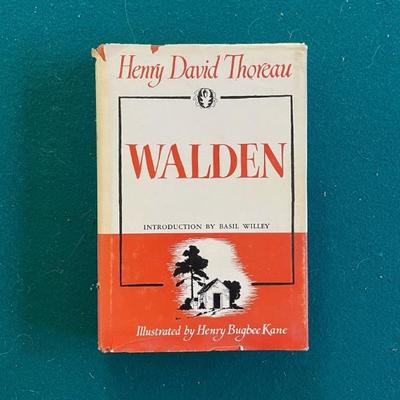 Henry David Thoreau
WALDEN
INTRODUCTION BY BASIL WILLEY
Illustrated by Henry Bugbee Kane